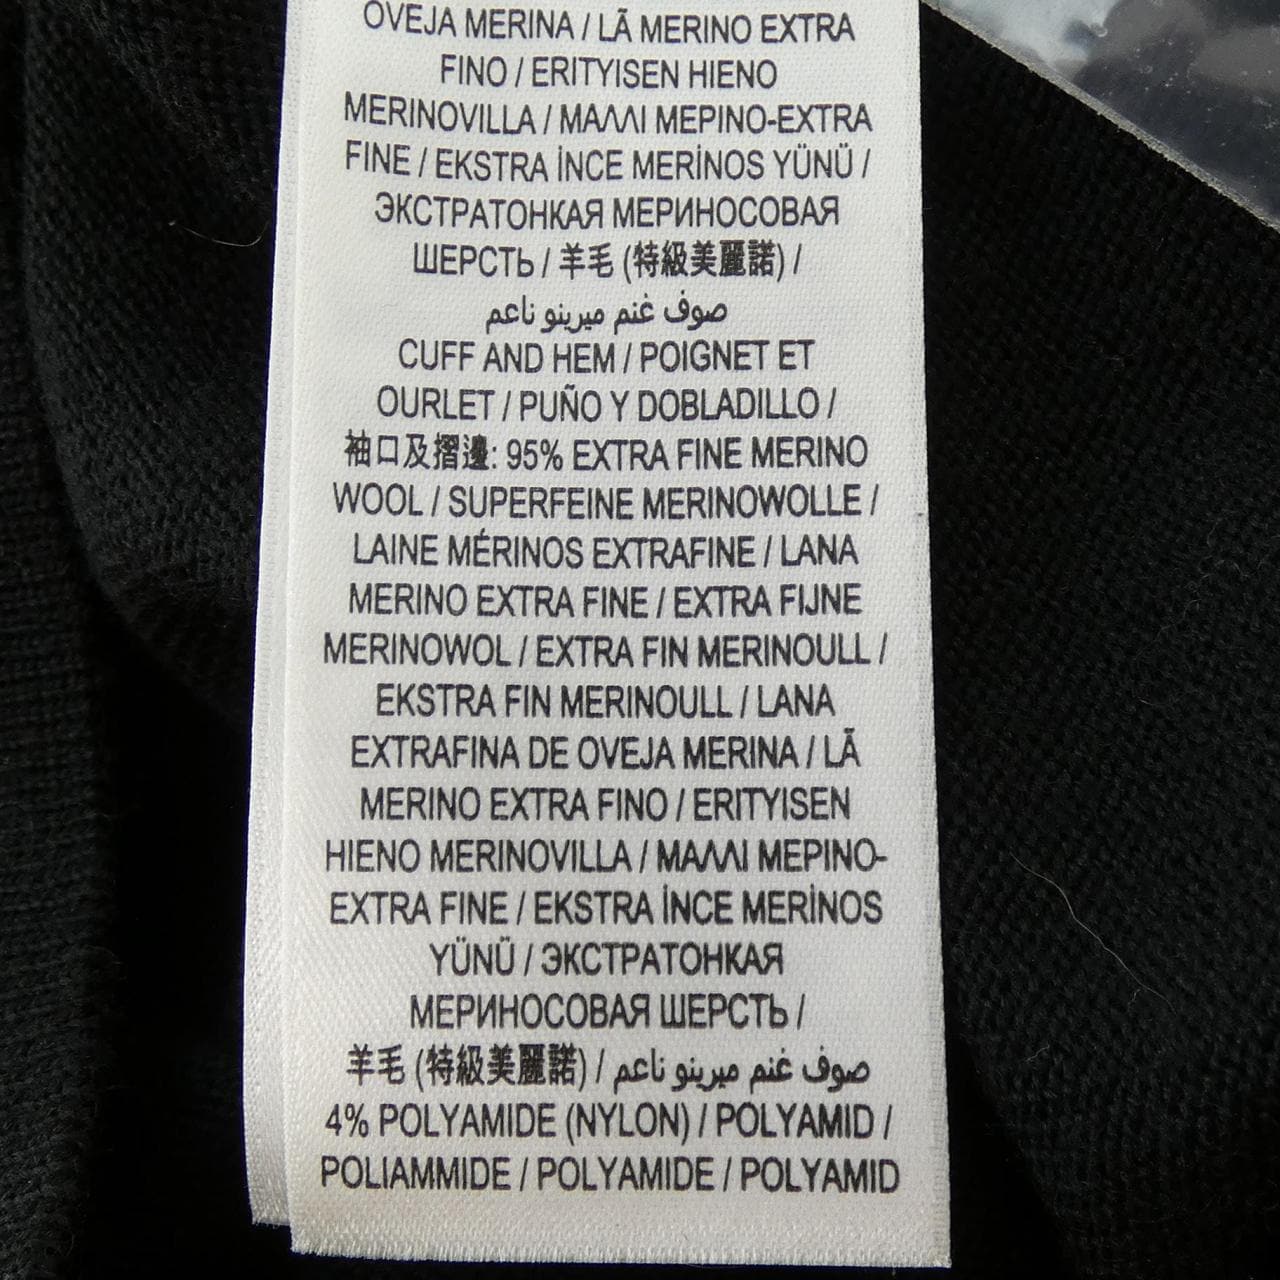 OVEJA MERINA / LÃ MERINO EXTRA
FINO / ERITYISEN HIENO
MERINOVILLA / ΜΑΛΛΙ ΜΕΡΙΝΟ-EXTRA
FINE / EKSTRA İNCE MERİNOS YÜNÜ /
ЭКСТРАТОНКАЯ МЕРИНОСОВАЯ
ШЕРСТЬ / 羊毛 (特級美麗諾) /
صوف غنم ميرينو ناعم
CUFF AND HEM / POIGNET ET
OURLET / PUÑO Y DOBLADILLO /
袖口及摺邊: 95% EXTRA FINE MERINO
WOOL / SUPERFEINE MERINOWOLLE /
LAINE MÉRINOS EXTRAFINE / LANA
MERINO EXTRA FINE / EXTRA FIJNE
MERINOWOL / EXTRA FIN MERINOULL /
EKSTRA FIN MERINOULL / LANA
EXTRAFINA DE OVEJA MERINA / LÃ
MERINO EXTRA FINO / ERITYISEN
HIENO MERINOVILLA / ΜΑΛΛΙ ΜΕΡΙΝΟ-
EXTRA FINE / EKSTRA İNCE MERİNOS
YÜNÜ / ЭКСТРАТОНКАЯ
МЕРИНОСОВАЯ ШЕРСТЬ /
羊毛 (特級美麗諾) / صوف غنم ميرينو ناعم
4% POLYAMIDE (NYLON) / POLYAMID /
POLIAMMIDE / POLYAMIDE / POLYAMID